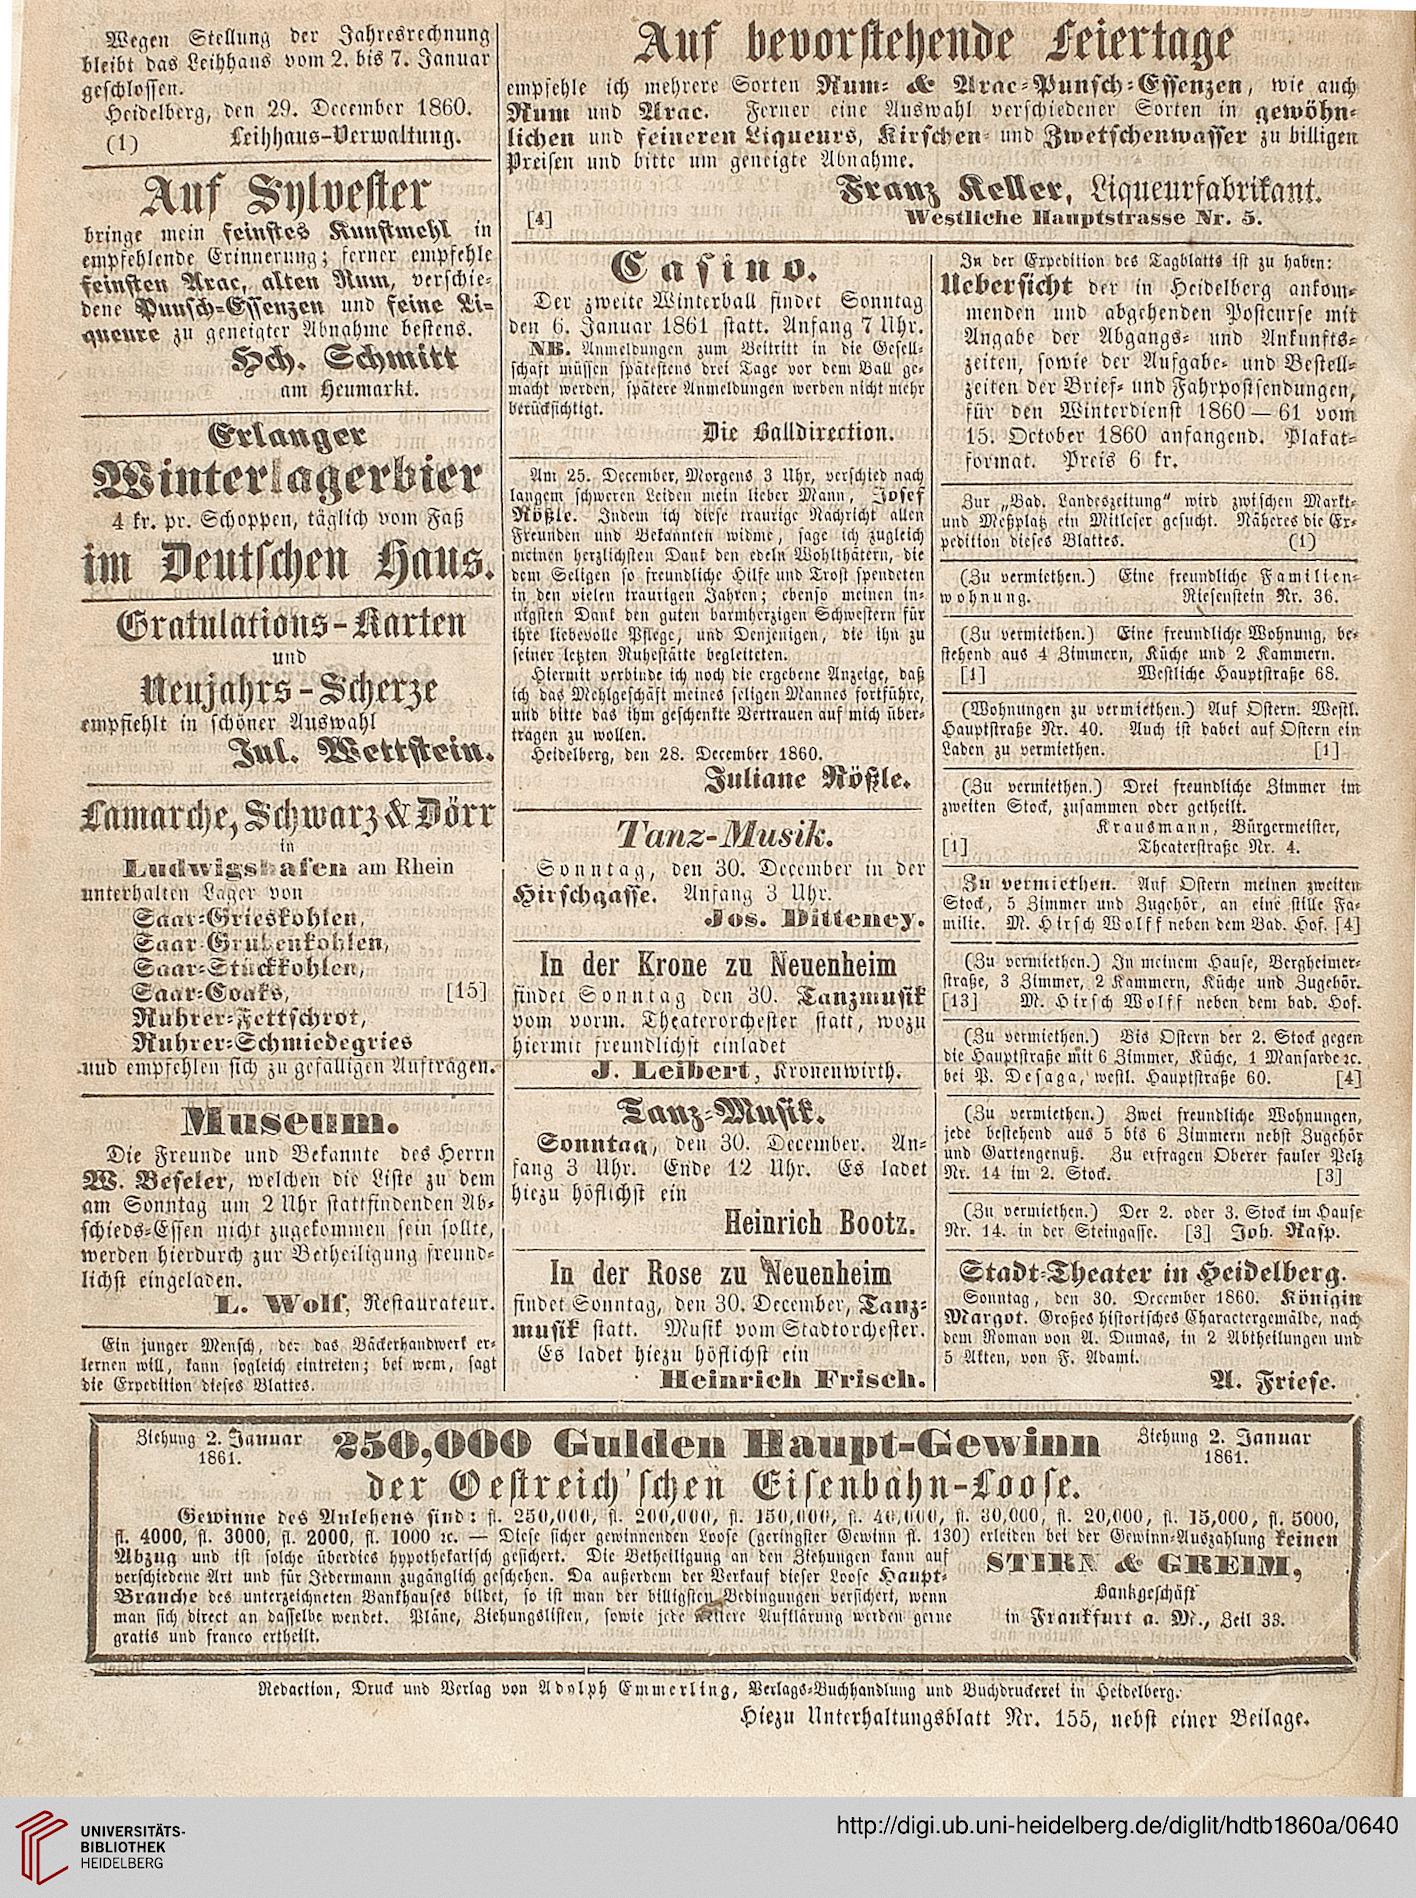 Wegen Stellung der Jahresrechnung
bleibt das Leihhaus vom 2. bis 7. Januar
geschlossen.
Heidelberg, den 29. December 1860.
(1) Leihhaus-Verwaltung.
Auf Sylvester
bringe mein feinstes Kunstmehl in
empfehlende Erinnerung; ferner empfehle
feinsten Arac, alten Rum, verschie-
dene Punsch-Essenzen und feine Li-
queure zu geneigter Abnahme bestens.
Hch. Schmitt
am Heumarkt.
Erlanger
Winterlagerbier
4 kr. pr. Schoppen, täglich vom Faß
im Deutschen Haus.
Gratulations-Karten
und
Neujahrs-Scherze
empfiehlt in schöner Auswahl
Jul. Wettstein.
Lamarche, Schwarz & Dörr
in
Ludwigshafen am Rhein
unterhalten Lager von
Saar-Grieskohlen,
Saar-Grubenkohlen,
Saar-Stückkohlen,
Saar-Coaks, [15]
Ruhrer-Fettschrot,
Ruhrer-Schmiedegries
und empfehlen sich zu gefälligen Aufträgen.
Museum.
Die Freunde und Bekannte des Herrn
W. Beseler, welchen die Liste zu dem
am Sonntag um 2 Uhr stattfindenden Ab-
schieds-Essen nicht zugekommen sein sollte,
werden hierdurch zur Betheiligung freund-
lichst eingeladen.
L. Wolf, Restaurateur.
Ein junger Mensch, der das Bäckerhandwerk er-
lernen will, kann sogleich eintreten; bei wem, sagt
die Expedition dieses Blattes.
Auf bevorstehende Feiertage
empfehle ich mehrere Sorten Rum- & Arac-Punsch-Essenzen, wie auch
Rum und Arac. Ferner eine Auswahl verschiedener Sorten in gewöhn-
lichen und feineren Liqueurs, Kirschen- und Zwetschenwasser zu billigen
Preisen und bitte um geneigte Abnahme.
Franz Keller, Liqueurfabrikant.
[4] Westliche Hauptstrasse Nr. 5.
Casino.
Der zweite Winterball findet Sonntag
den 6. Januar 1861 statt. Anfang 7 Uhr.
NB. Anmeldungen zum Beitritt in die Gesell-
schaft müssen spätestens drei Tage vor dem Ball ge-
macht werden, spätere Anmeldungen werden nicht mehr
berücksichtigt.
Die Balldirection.
Am 25. December, Morgens 3 Uhr, verschied nach
langem schweren Leiden mein lieber Mann, Josef
Rößle. Indem ich diese traurige Nachricht allen
Freunden und Bekannten widme, sage ich zugleich
meinen herzlichsten Dank den edeln Wohlthätern, die
dem Seligen so freundliche Hilfe und Trost spendeten
in den vielen traurigen Jahren; ebenso meinen in-
nigsten Dank den guten barmherzigen Schwestern für
ihre liebevolle Pflege, und Denjenigen, die ihn zu
seiner letzten Ruhestätte begleiteten.
Hiermit verbinde ich noch die ergebene Anzeige, daß
ich das Mehlgeschäft meines seligen Mannes fortführe,
und bitte das ihm geschenkte Vertrauen auf mich über-
tragen zu wollen.
Heidelberg, den 28. December 1860.
Juliane Rößle.
Tanz-Musik.
Sonntag, den 30. December in der
Hirschgasse. Anfang 3 Uhr.
Jos. Ditteney.
In der Krone zu Neuenheim
findet Sonntag den 30. Tanzmusik
vom vorm. Theaterorchester statt, wozu
hiermit freundlichst einladet
J. Leibert, Kronenwirth.
Tanz-Musik.
Sonntag, den 30. December. An-
fang 3 Uhr. Ende 12 Uhr. Es ladet
hiezu höflichst ein
Heinrich Bootz.
In der Rose zu Neuenheim
findet Sonntag, den 30. December, Tanz-
musik statt. Musik vom Stadtorchester.
Es ladet hiezu höflichst ein
Heinrich Frisch.
In der Expedition des Tagblatts ist zu haben:
Uebersicht der in Heidelberg ankom-
menden und abgehenden Postcurse mit
Angabe der Abgangs- und Ankunfts-
zeiten, sowie der Aufgabe- und Bestell-
zeiten der Brief- und Fahrpostsendungen,
für den Winterdienst 1860—61 vom
15. October 1860 anfangend. Plakat-
format. Preis 6 kr.
Zur „Bad. Landeszeitung" wird zwischen Markt-
und Meßplatz ein Mitleser gesucht. Näheres die Ex-
pedition dieses Blattes. (1)
(Zu vermiethen.) Eine freundliche Familien-
wohnung. Riesenstein Nr. 36.
(Zu vermiethen.) Eine freundliche Wohnung, be-
stehend aus 4 Zimmern, Küche und 2 Kammern.
[1] Westliche Hauptstraße 68.
(Wohnungen zu vermiethen.) Auf Ostern. Westl.
Hauptstraße Nr. 40. Auch ist dabei auf Ostern ein
Laden zu vermiethen. [1]
(Zu vermiethen.) Drei freundliche Zimmer im
zweiten Stock, zusammen oder getheilt.
Krausmann, Bürgermeister,
[1] Theaterstraße Nr. 4.
Zu vermiethen. Auf Ostern meinen zweiten
Stock, 5 Zimmer und Zugehör, an eine stille Fa-
milie. M. Hirsch Wolff neben dem Bad. Hof. [4]
(Zu vermiethen.) In meinem Hause, Bergheimer-
straße, 3 Zimmer, 2 Kammern, Küche und Zugehör.
[13] M. Hirsch Wolff neben dem bad. Hof.
(Zu vermiethen.) Bis Ostern der 2. Stock gegen
die Hauptstraße mit 6 Zimmer, Küche, 1 Mansarde ꝛc.
bei P. Desaga, westl. Hauptstraße 60. [4]
(Zu vermiethen.) Zwei freundliche Wohnungen,
jede bestehend aus 5 bis 6 Zimmern nebst Zugehör
und Gartengenuß. Zu erfragen Oberer fauler Pelz
Nr. 14 im 2. Stock. [3]
(Zu vermiethen.) Der 2. oder 3. Stock im Hause
Nr. 14. in der Steingasse. [3] Joh. Rasp.
Stadt-Theater in Heidelberg.
Sonntag, den 30. December 1860. Königin
Margot. Großes historisches Charactergemälde, nach
dem Roman von A. Dumas, in 2 Abtheilungen und
5 Akten, von F. Adami.
A. Friese.
Ziehung 2. Januar 1861.
250,000 Gulden Haupt-Gewinn
Ziehung 2. Januar 1861.
der Oestreich'schen Eisenbahn-Loose.
Gewinne des Anlehens sind: fl. 250,000, fl. 200,000, fl. 150,000, fl. 40,000, fl. 30,000, fl. 20,000, fl. 15,000, fl. 5000,
fl. 4000, fl. 3000, fl. 2000, fl. 1000 ꝛc. — Diese sicher gewinnenden Loose (geringster Gewinn fl. 130) erleiden bei der Gewinn-Auszahlung keinen
Abzug und ist solche überdies hypothekarisch gesichert. Die Betheiligung an den Ziehungen kann auf
verschiedene Art und für Jedermann zugänglich geschehen. Da außerdem der Verkauf dieser Loose Haupt-
Branche des unterzeichneten Bankhauses bildet, so ist man der billigsten Bedingungen versichert, wenn
man sich direct an dasselbe wendet. Pläne, Ziehungslisten, sowie jede weitere Aufklärung werden gerne
gratis und franco ertheilt.
STIRN & GREIM,
Bankgeschäft
in Frankfurt a. M., Zeil 33.
Redaction, Druck und Verlag von Adolph Emmerling, Verlags-Buchhandlung und Buchdruckerei in Heidelberg.
Hiezu Unterhaltungsblatt Nr. 155, nebst einer Beilage.
UNIVERSITÄTS-
BIBLIOTHEK
HEIDELBERG
http://digi.ub.uni-heidelberg.de/diglit/hdtb1860a/0640